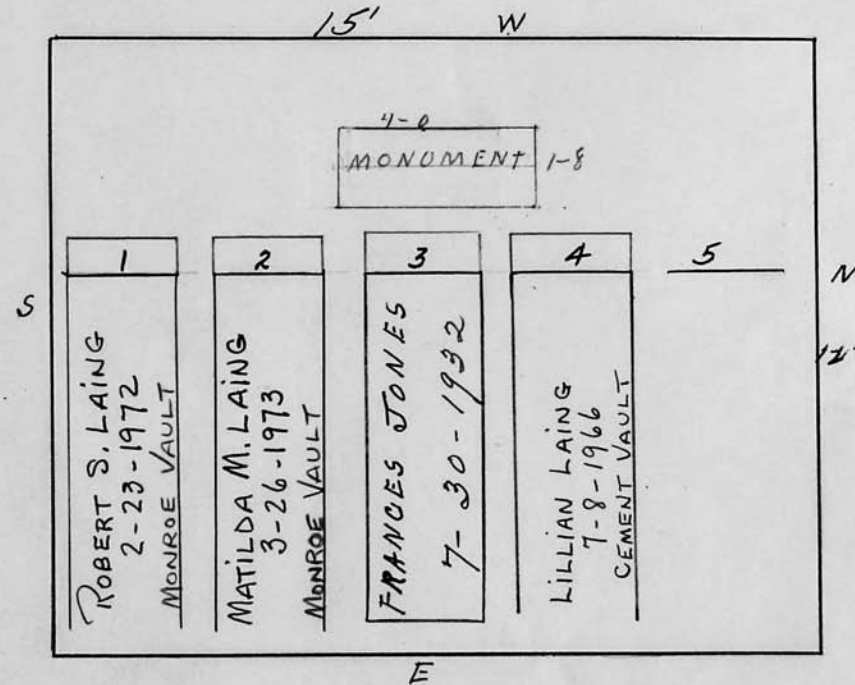 15' W
4-0
MONUMENT 1-8
1 2 3 4 5
S
N
12'
ROBERT S. LAING
2-23-1972
MONROE VAULT
MATILDA M. LAING
3-26-1973
MONROE VAULT
FRANCES JONES
7-30-1932
LILLIAN LAING
7-8-1966
CEMENT VAULT
E